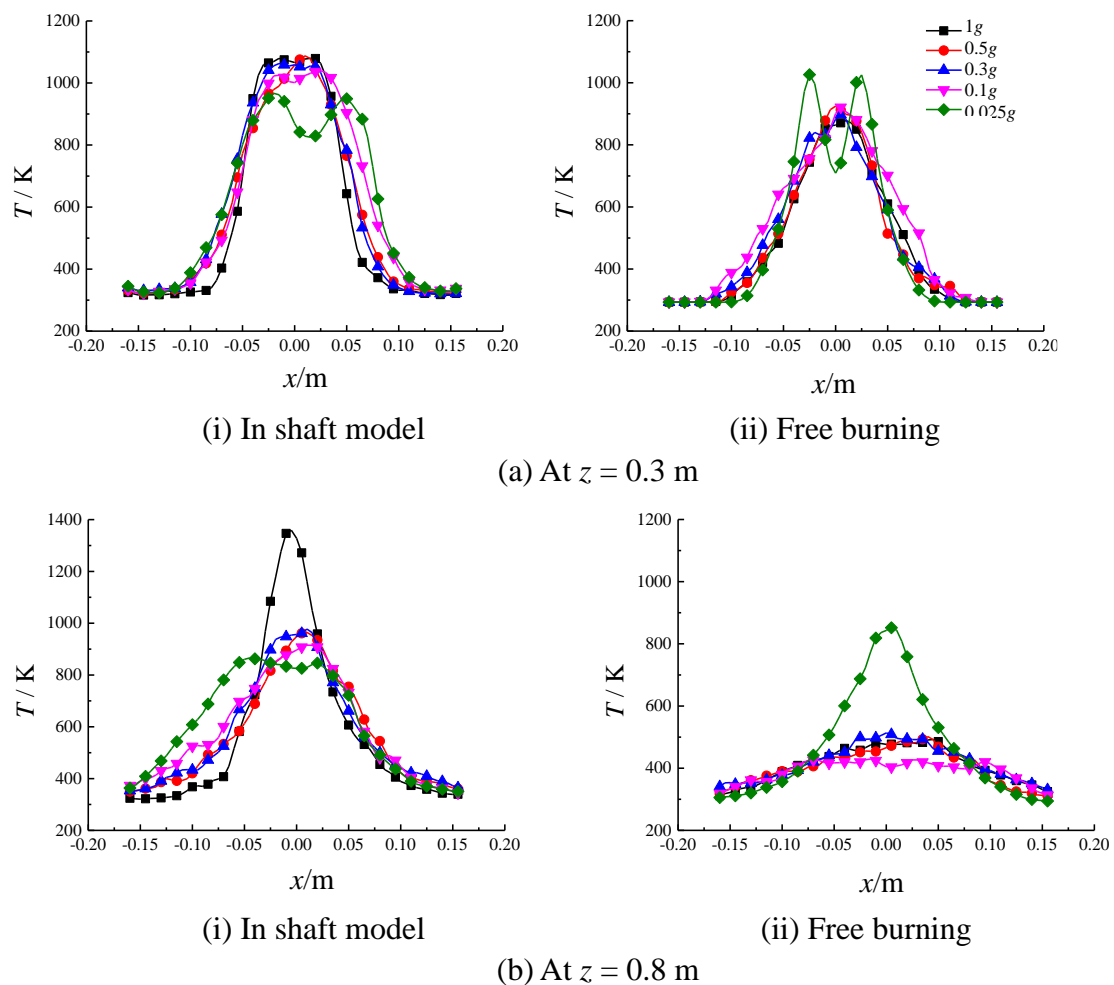 1200
1000
800
600
400
200
-0.20 -0.15 -0.10 -0.05 0.00 0.05 0.10 0.15 0.20
T / K
x/m
(i) In shaft model
1200
1000
800
600
400
200
-0.20 -0.15 -0.10 -0.05 0.00 0.05 0.10 0.15 0.20
T / K
x/m
1g
0.5g
0.3g
0.1g
0.025g
(ii) Free burning
(a) At z = 0.3 m
1400
1200
1000
800
600
400
200
-0.20 -0.15 -0.10 -0.05 0.00 0.05 0.10 0.15 0.20
T / K
x/m
(i) In shaft model
1200
1000
800
600
400
200
-0.20 -0.15 -0.10 -0.05 0.00 0.05 0.10 0.15 0.20
T / K
x/m
(ii) Free burning
(b) At z = 0.8 m